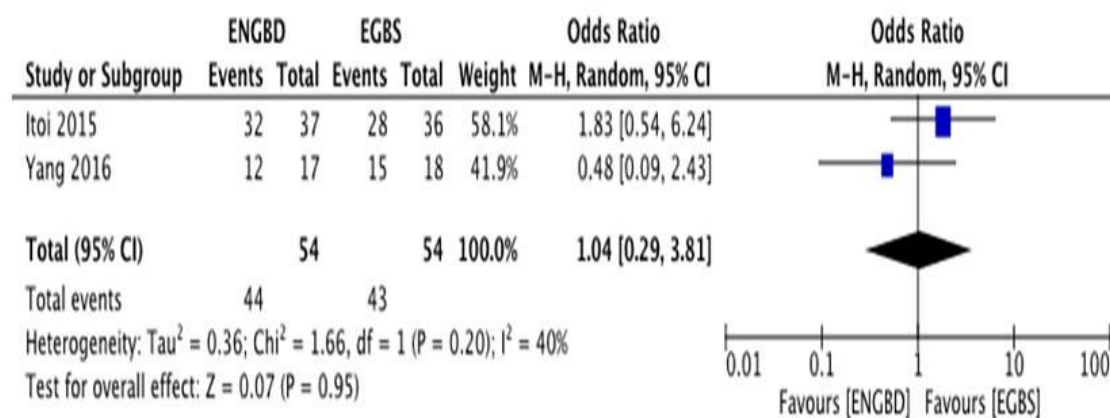 ENGBD EGBS Odds Ratio Odds Ratio
Study or Subgroup Events Total Events Total Weight M-H, Random, 95% CI M-H, Random, 95% CI
Itoi 2015 32 37 28 36 58.1% 1.83 [0.54, 6.24]
Yang 2016 12 17 15 18 41.9% 0.48 [0.09, 2.43]
Total (95% CI) 54 54 100.0% 1.04 [0.29, 3.81]
Total events 44 43
Heterogeneity: Tau² = 0.36; Chi² = 1.66, df = 1 (P = 0.20); I² = 40%
Test for overall effect: Z = 0.07 (P = 0.95)
0.01 0.1 1 10 100
Favours [ENGBD] Favours [EGBS]